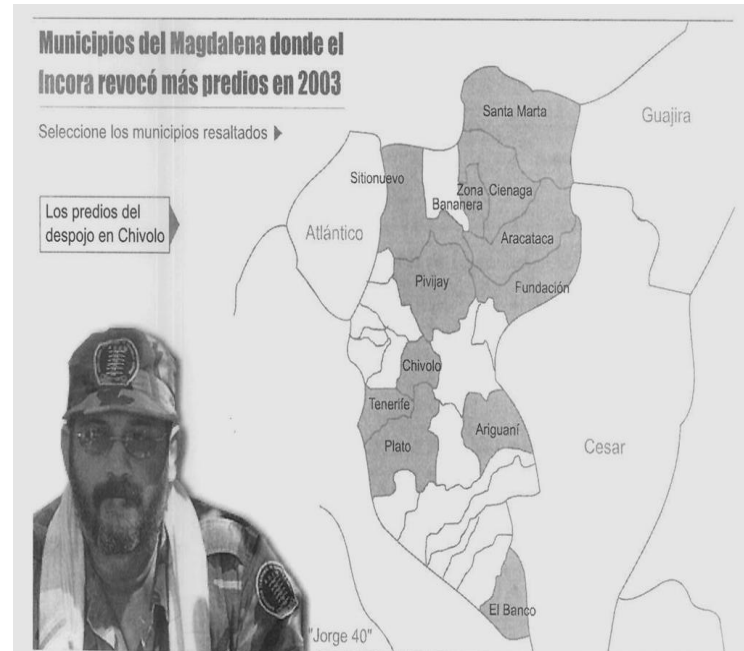 Municipios del Magdalena donde el
Incora revocó más predios en 2003
Seleccione los municipios resaltados
Los predios del
despojo en Chivolo
Santa Marta
Guajira
Sitionuevo
Zona
Bananera
Cienaga
Atlántico
Aracataca
Pivijay
Fundación
Chivolo
Tenerife
Plato
Ariguaní
Cesar
El Banco
"Jorge 40"